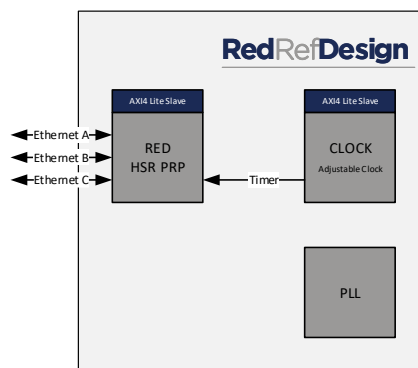 RedRefDesign
AXI4 Lite Slave
AXI4 Lite Slave
Ethernet A
Ethernet B
Ethernet C
RED
HSR PRP
Timer
CLOCK
Adjustable Clock
PLL